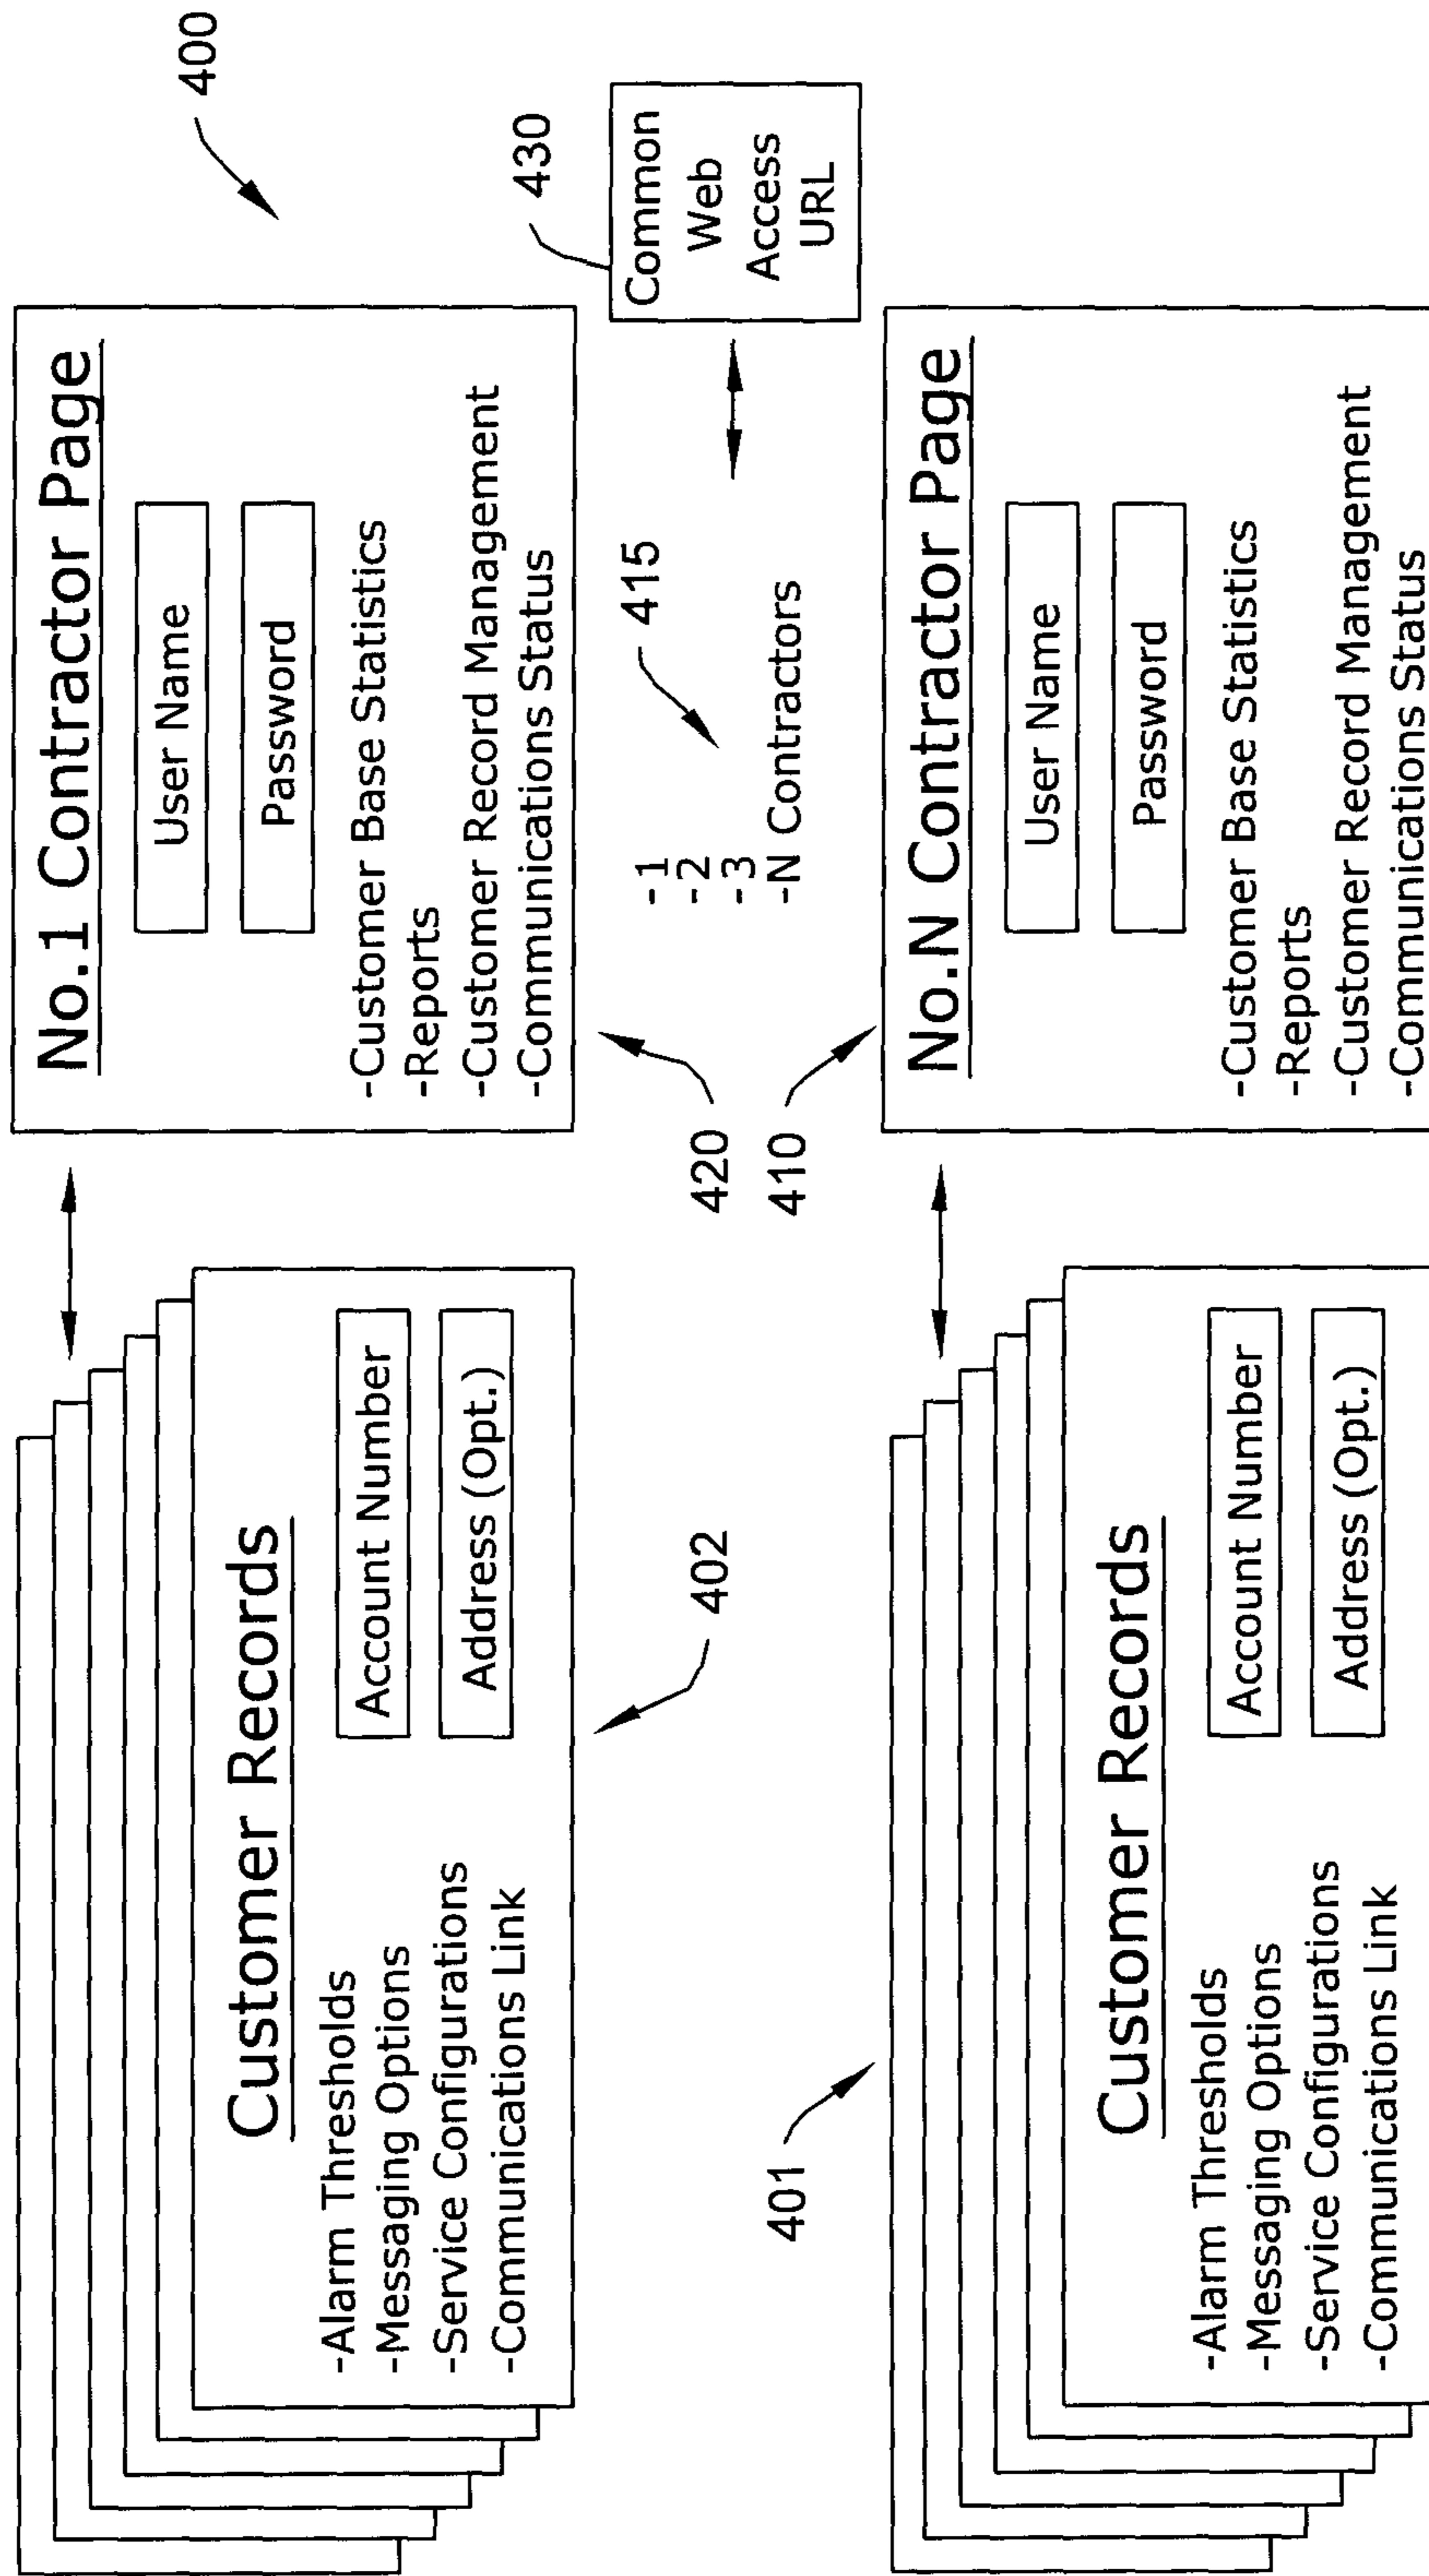 400
No.1 Contractor Page
User Name
Password
-Customer Base Statistics
-Reports
-Customer Record Management
-Communications Status
Customer Records
Account Number
Address (Opt.)
-Alarm Thresholds
-Messaging Options
-Service Configurations
-Communications Link
402
420
415
-1
-2
-3
-N Contractors
430
Common
Web
Access
URL
401
410
No.N Contractor Page
User Name
Password
-Customer Base Statistics
-Reports
-Customer Record Management
-Communications Status
Customer Records
Account Number
Address (Opt.)
-Alarm Thresholds
-Messaging Options
-Service Configurations
-Communications Link